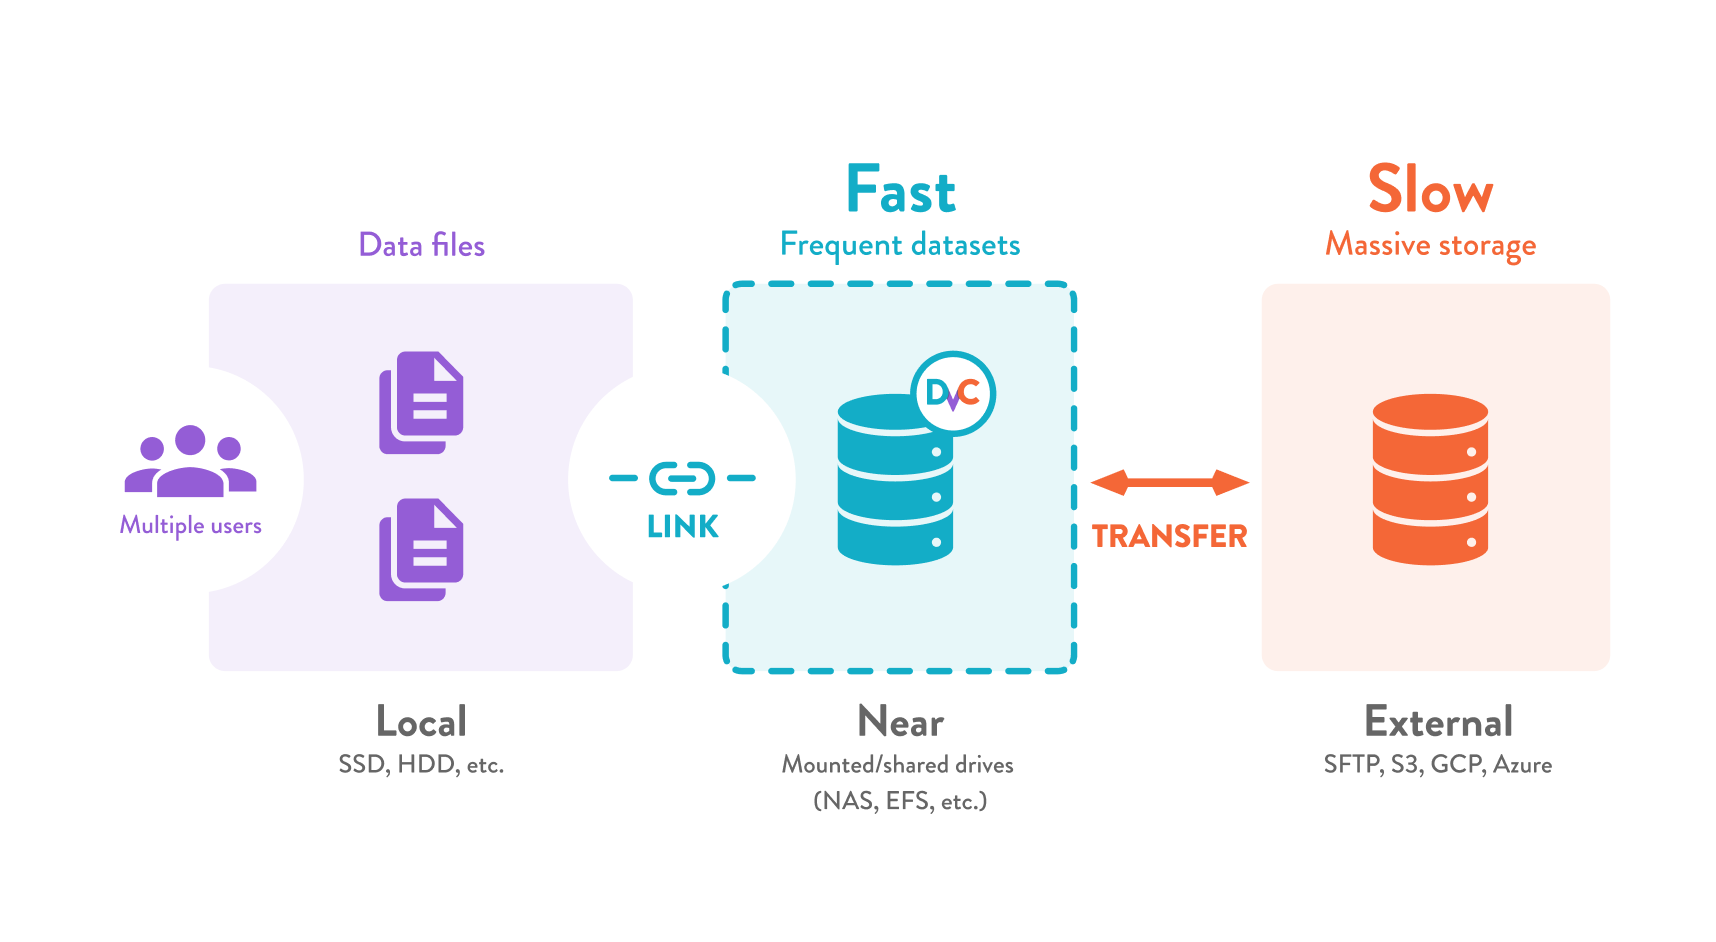 Data files
Multiple users
Local
SSD, HDD, etc.
LINK
Fast
Frequent datasets
DVC
Near
Mounted/shared drives
(NAS, EFS, etc.)
TRANSFER
Slow
Massive storage
External
SFTP, S3, GCP, Azure